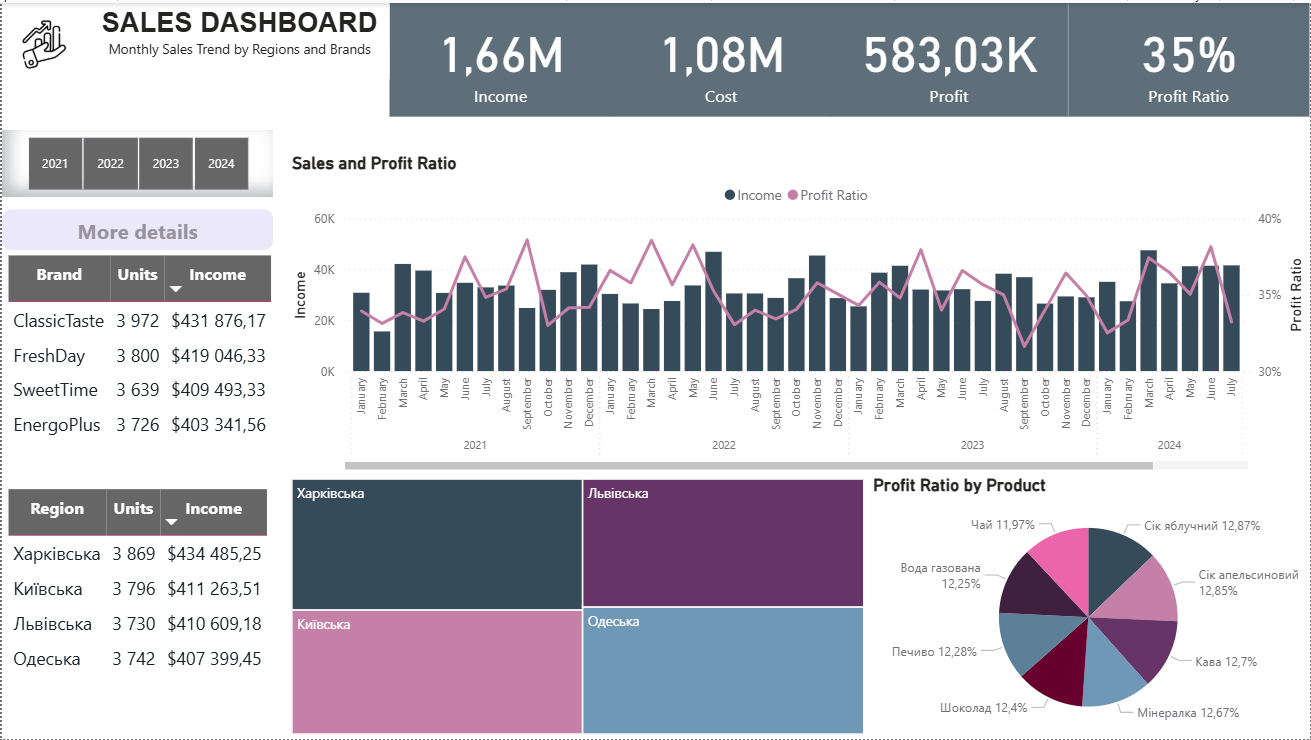 SALES DASHBOARD
Monthly Sales Trend by Regions and Brands
1,66M
Income
1,08M
Cost
583,03K
Profit
35%
Profit Ratio
2021 2022 2023 2024
More details
Brand Units Income
ClassicTaste 3 972 $431 876,17
FreshDay 3 800 $419 046,33
SweetTime 3 639 $409 493,33
EnergoPlus 3 726 $403 341,56
Region Units Income
Харківська 3 869 $434 485,25
Київська 3 796 $411 263,51
Львівська 3 730 $410 609,18
Одеська 3 742 $407 399,45
Sales and Profit Ratio
Income Profit Ratio
Income
60K
40K
20K
0K
40%
35%
30%
Profit Ratio
January February March April May June July August September October November December January February March April May June July August September October November December January February March April May June July August September October November December January February March April May June July
2021 2022 2023 2024
Харківська
Львівська
Київська
Одеська
Profit Ratio by Product
Чай 11,97%
Сік яблучний 12,87%
Вода газована
12,25%
Сік апельсиновий
12,85%
Печиво 12,28%
Кава 12,7%
Шоколад 12,4%
Мінералка 12,67%